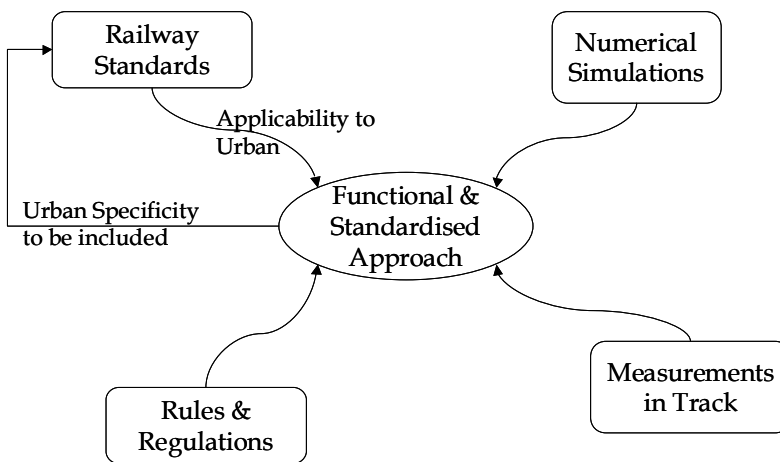 Railway
Standards
Numerical
Simulations
Applicability to
Urban
Urban Specificity
to be included
Functional &
Standardised
Approach
Rules &
Regulations
Measurements
in Track